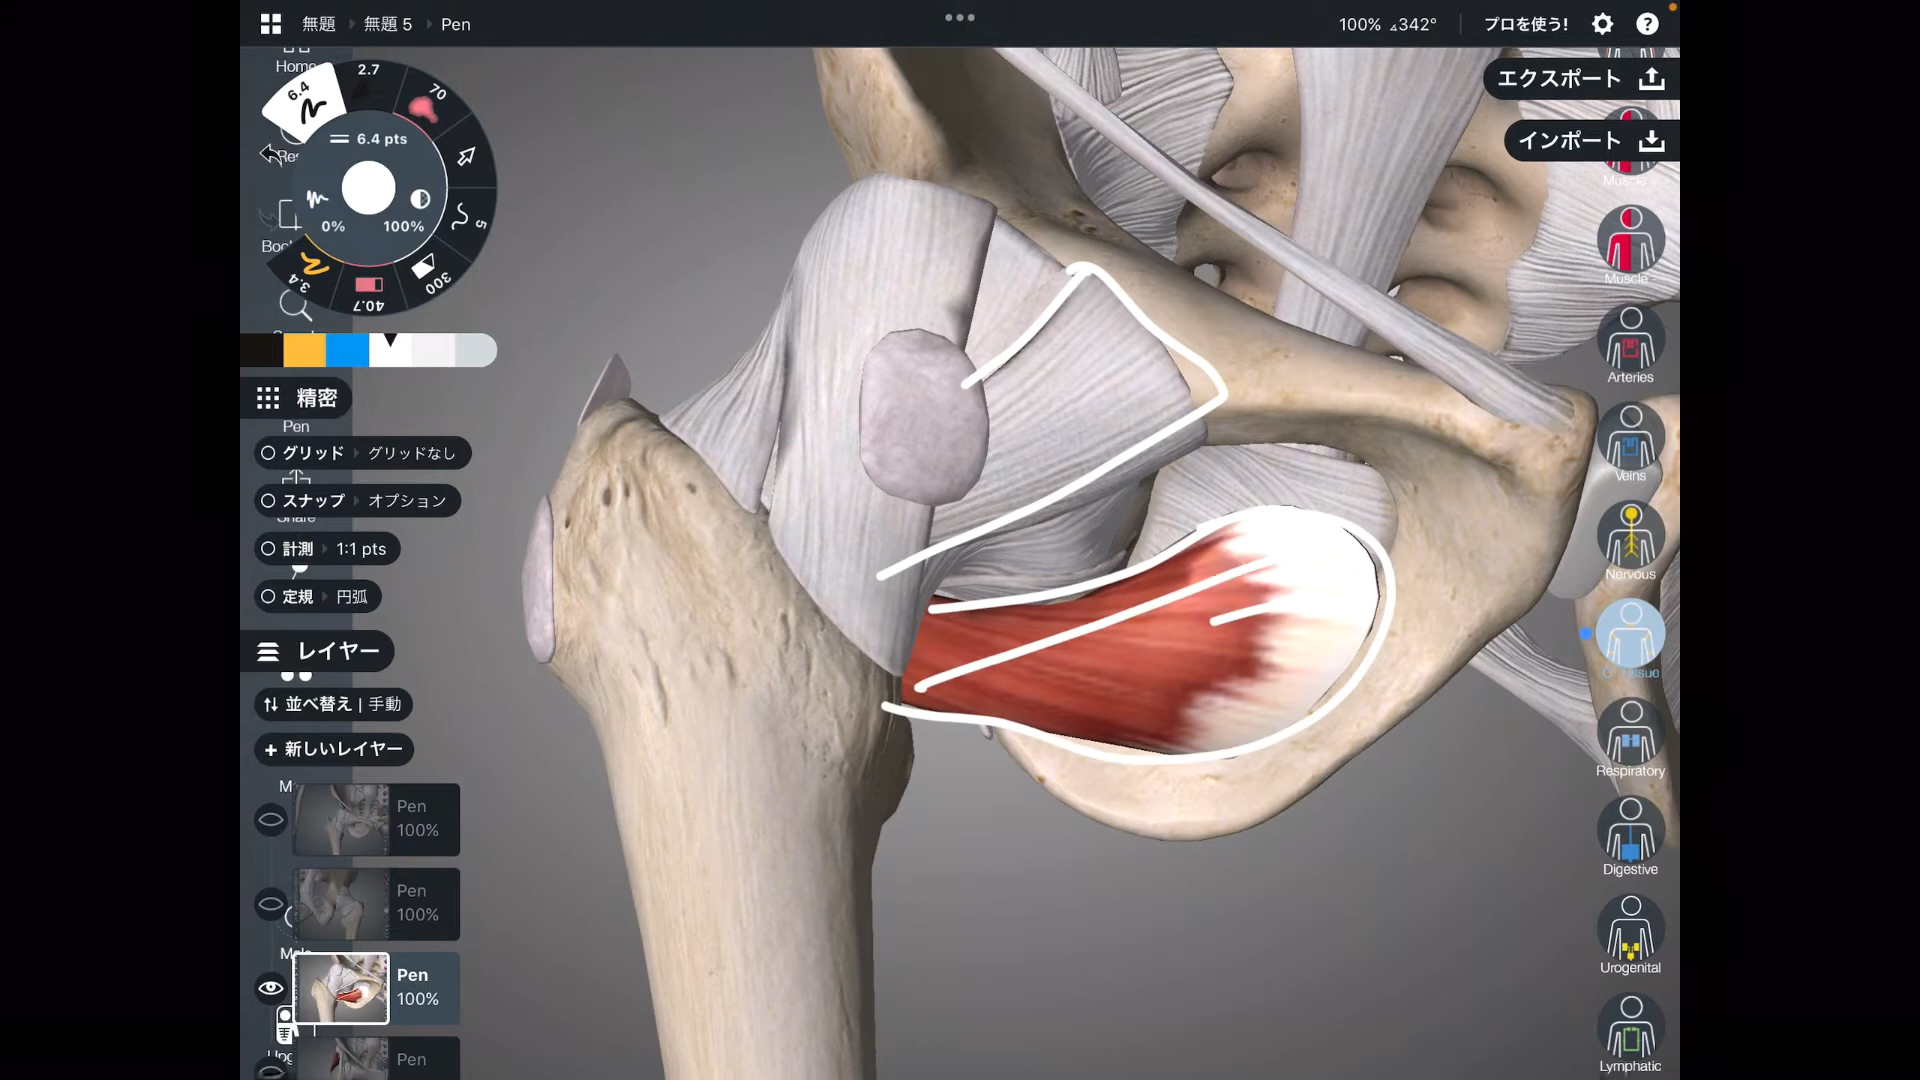 無題 無題 5 Pen
100% 342°
プロを使う!
エクスポート
インポート
Home
2.7
70
6.4
6.4 pts
0%
100%
5
3.4
40.7
300
精密
Pen
グリッド グリッドなし
スナップ オプション
Share
計測 1:1 pts
定規 円弧
レイヤー
並べ替え | 手動
+ 新しいレイヤー
Pen
100%
Pen
100%
Pen
100%
Pen
Muscle
Muscle
Arteries
Veins
Nervous
Respiratory
Digestive
Urogenital
Lymphatic